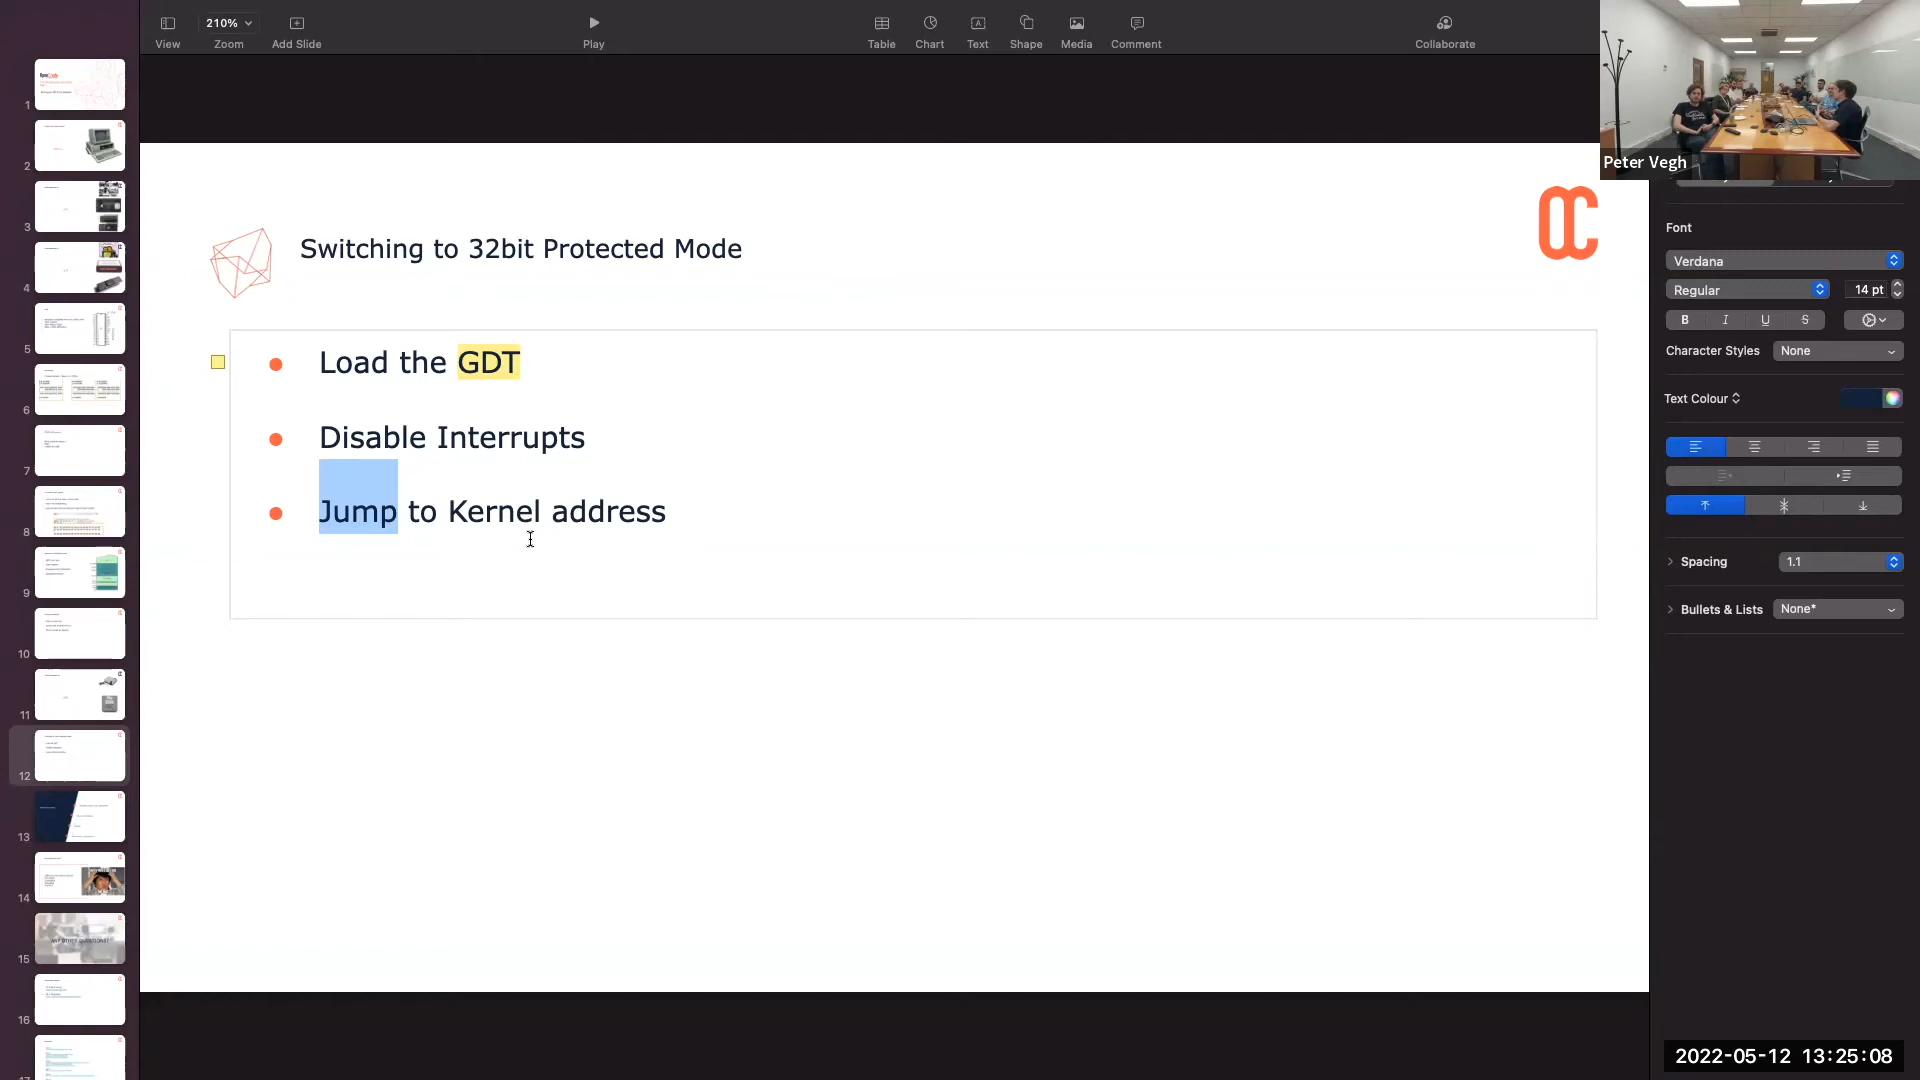 View
210%
Zoom
Add Slide
Play
Table
Chart
Text
Shape
Media
Comment
Collaborate
Peter Vegh
Switching to 32bit Protected Mode
Load the GDT
Disable Interrupts
Jump to Kernel address
Font
Verdana
Regular
14 pt
B I U S
Character Styles
None
Text Colour
Spacing
1.1
Bullets & Lists
None*
1
2
3
4
5
6
7
8
9
10
11
12
13
14
15
16
ANY OTHER QUESTIONS?
2022-05-12 13:25:08